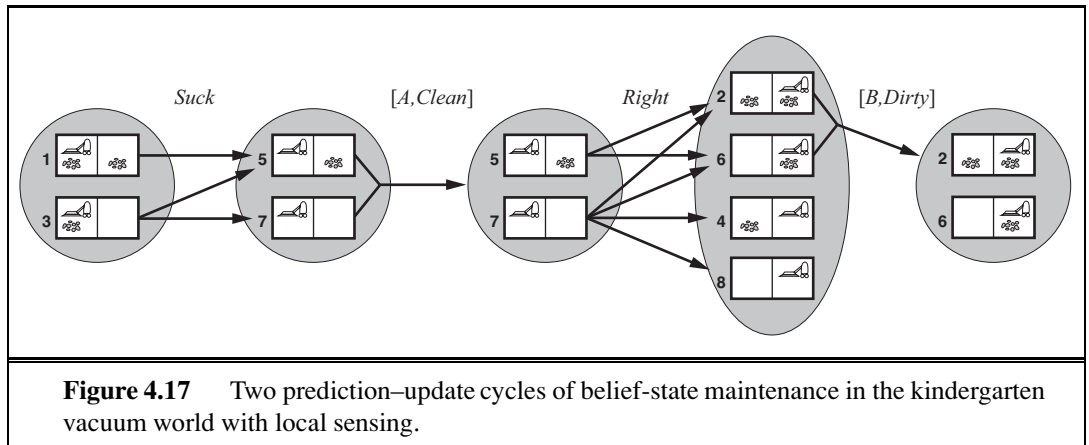 Suck
[A,Clean]
Right
[B,Dirty]
1
3
5
7
5
7
2
6
4
8
2
6
Figure 4.17 Two prediction–update cycles of belief-state maintenance in the kindergarten
vacuum world with local sensing.